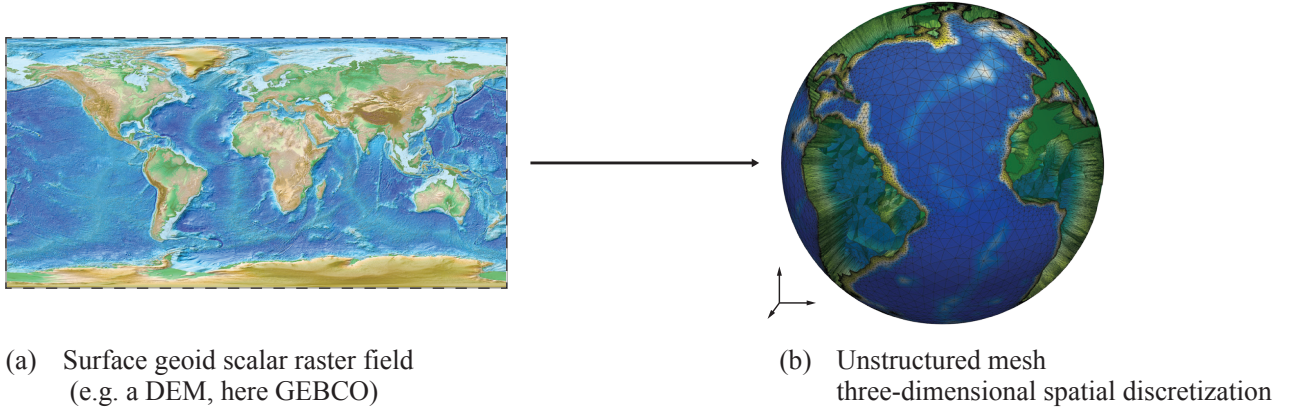 (a) Surface geoid scalar raster field
(e.g. a DEM, here GEBCO)
(b) Unstructured mesh
three-dimensional spatial discretization